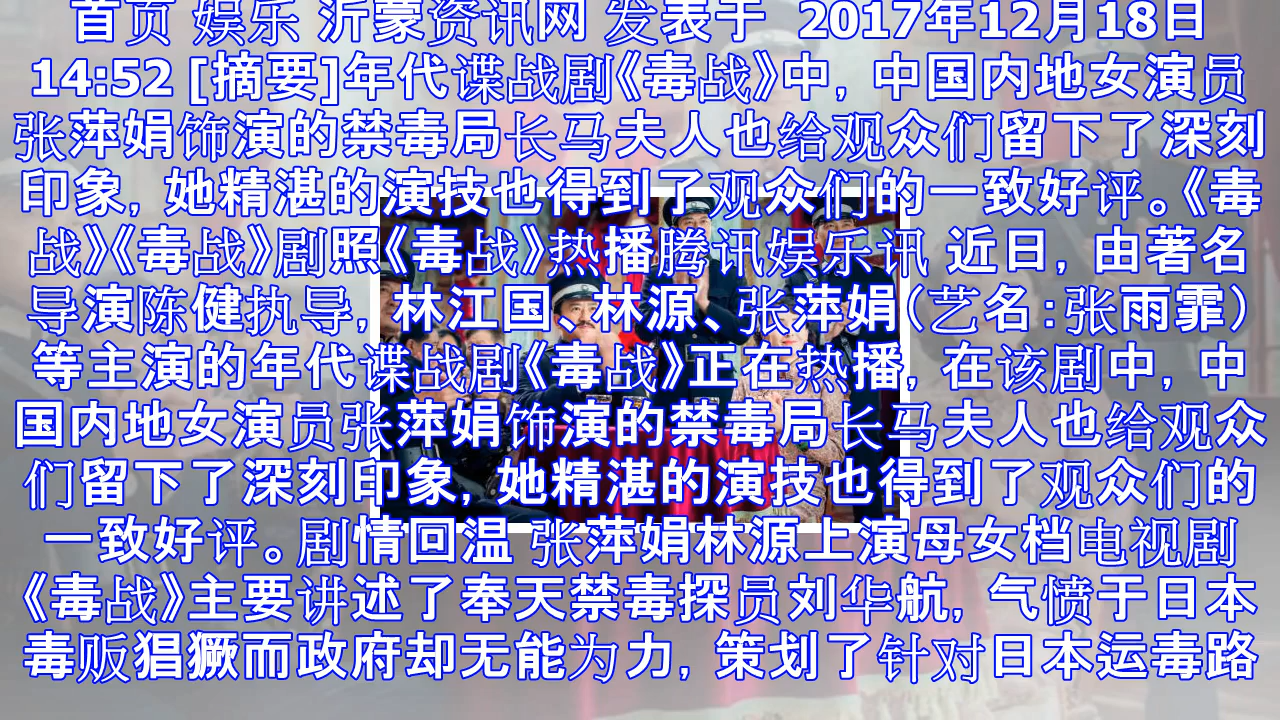 首页 娱乐 沂蒙资讯网 发表于 2017年12月18日
14:52 [摘要]年代谍战剧《毒战》中, 中国内地女演员
张萍娟饰演的禁毒局长马夫人也给观众们留下了深刻
印象, 她精湛的演技也得到了观众们的一致好评。《毒
战》《毒战》剧照《毒战》热播腾讯娱乐讯 近日, 由著名
导演陈健执导, 林江国、林源、张萍娟(艺名:张雨霏)
等主演的年代谍战剧《毒战》正在热播, 在该剧中, 中
国内地女演员张萍娟饰演的禁毒局长马夫人也给观众
们留下了深刻印象, 她精湛的演技也得到了观众们的
一致好评。剧情回温 张萍娟林源上演母女档电视剧
《毒战》主要讲述了奉天禁毒探员刘华航, 气愤于日本
毒贩猖獗而政府却无能为力, 策划了针对日本运毒路